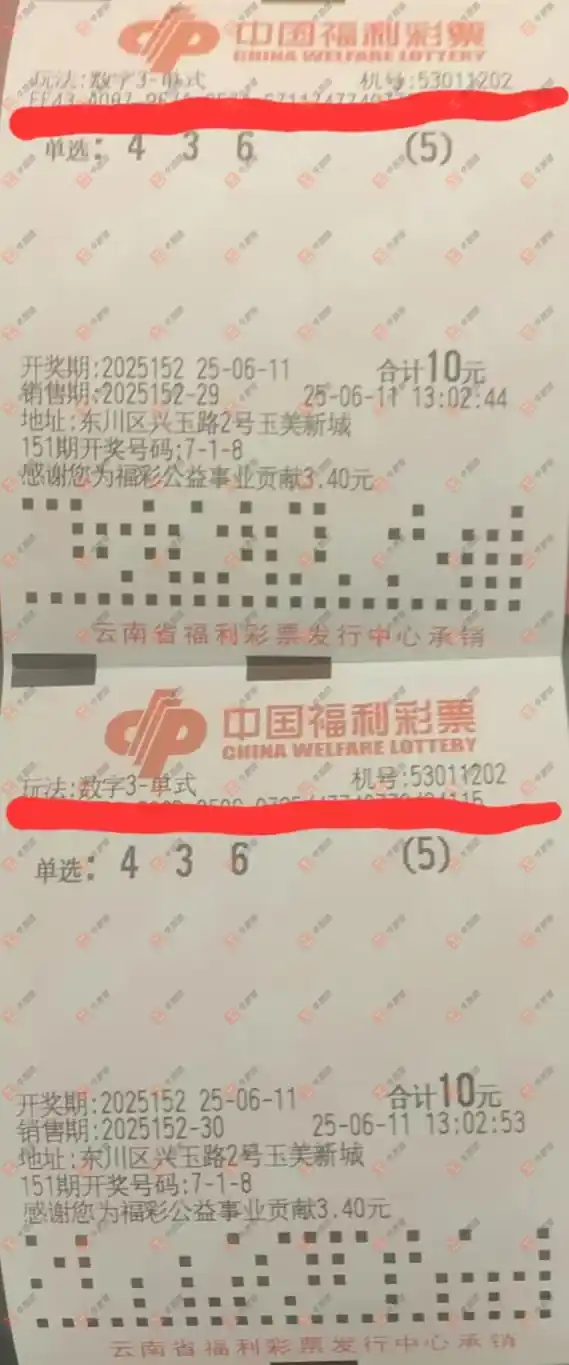 中国福利彩票
CHINA WELFARE LOTTERY
玩法:数字3-单式 机号:53011202
单选: 4 3 6 (5)
开奖期:2025152 25-06-11 合计10元
销售期:2025152-29 25-06-11 13:02:44
地址:东川区兴玉路2号玉美新城
151期开奖号码:7-1-8
感谢您为福彩公益事业贡献3.40元
云南省福利彩票发行中心承销
中国福利彩票
CHINA WELFARE LOTTERY
玩法:数字3-单式 机号:53011202
单选: 4 3 6 (5)
开奖期:2025152 25-06-11 合计10元
销售期:2025152-30 25-06-11 13:02:53
地址:东川区兴玉路2号玉美新城
151期开奖号码:7-1-8
感谢您为福彩公益事业贡献3.40元
云南省福利彩票发行中心承销